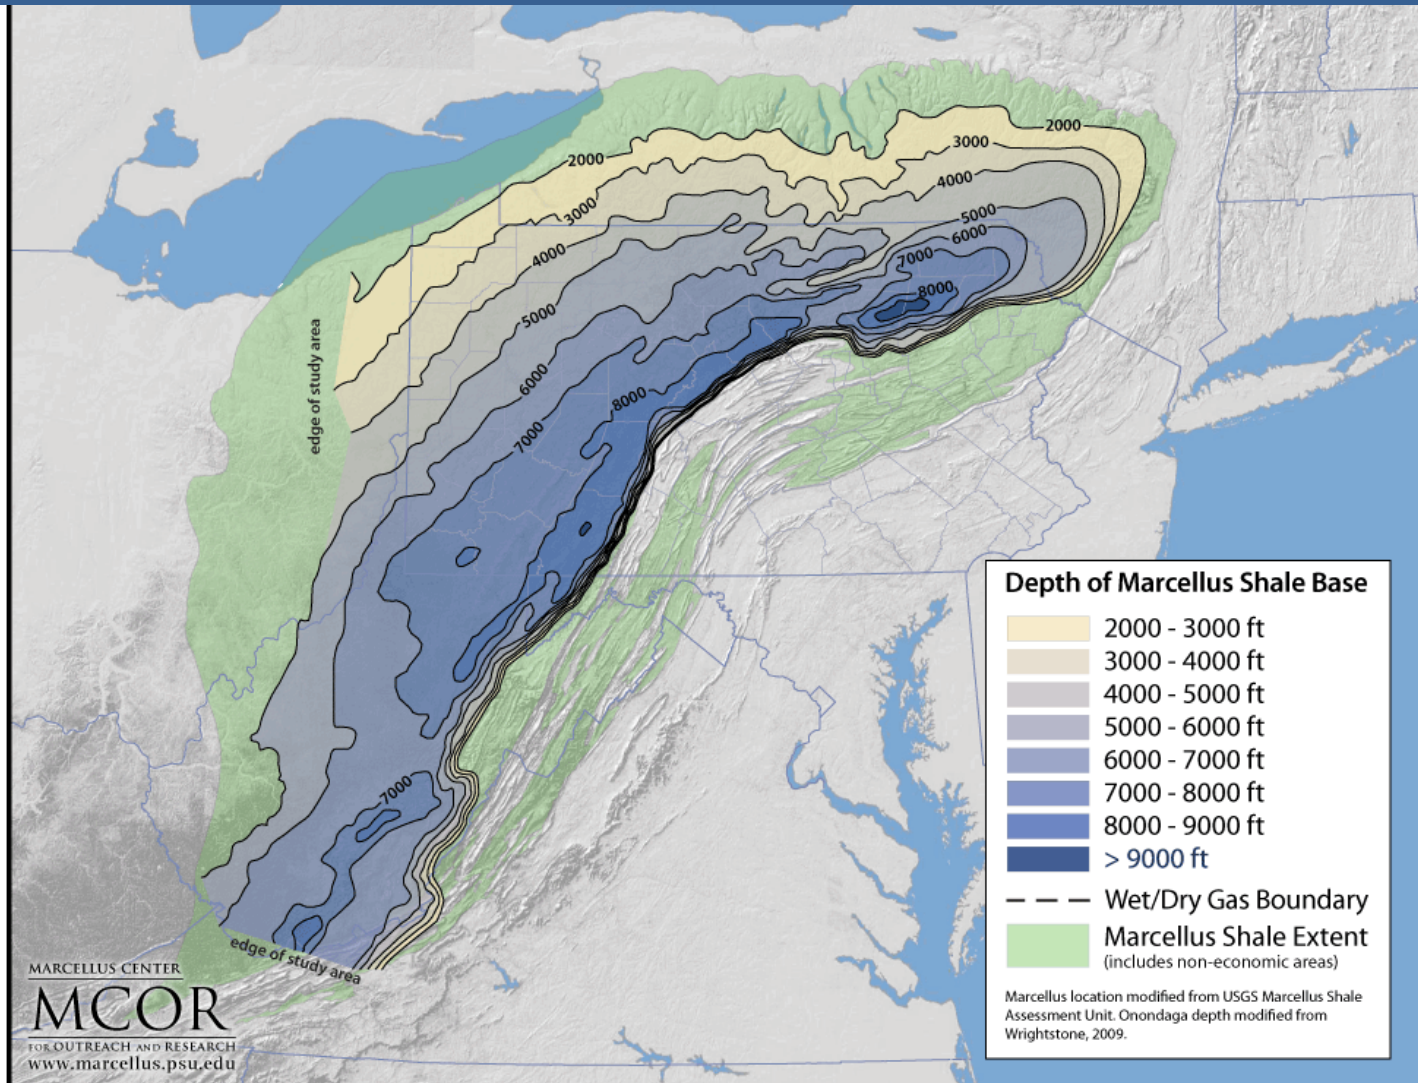 2000
3000
2000
3000
4000
4000
5000
6000
7000
8000
5000
6000
7000
8000
7000
edge of study area
edge of study area
Depth of Marcellus Shale Base
2000 - 3000 ft
3000 - 4000 ft
4000 - 5000 ft
5000 - 6000 ft
6000 - 7000 ft
7000 - 8000 ft
8000 - 9000 ft
> 9000 ft
Wet/Dry Gas Boundary
Marcellus Shale Extent
(includes non-economic areas)
Marcellus location modified from USGS Marcellus Shale
Assessment Unit. Onondaga depth modified from
Wrightstone, 2009.
MARCELLUS CENTER
MCOR
FOR OUTREACH AND RESEARCH
www.marcellus.psu.edu